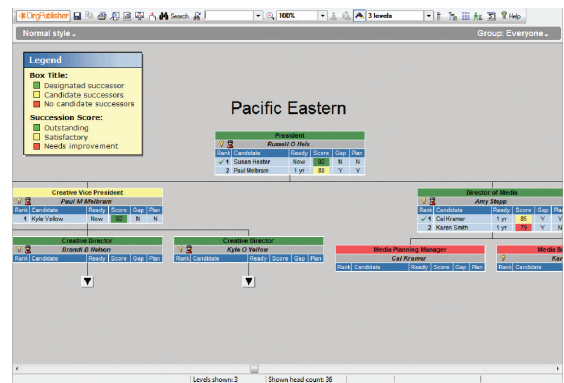 OrgPublisher Search 100% 3 levels Help
Normal style Group: Everyone
Legend
Box Title:
Designated successor
Candidate successors
No candidate successors
Succession Score:
Outstanding
Satisfactory
Needs improvement
Pacific Eastern
President
Russell O Hels
Rank Candidate Ready Score Gap Plan
1 Susan Hester Now 92 N N
2 Paul Melbram 1 yr 80 Y Y
Creative Vice President
Paul M Melbram
Rank Candidate Ready Score Gap Plan
1 Kyle Yellow Now 92 N N
Director of Media
Amy Stepp
Rank Candidate Ready Score Gap Plan
1 Cal Kramer 1 yr 85 Y Y
2 Karen Smith 1 yr 79 Y N
Creative Director
Brandi B Nelson
Rank Candidate Ready Score Gap Plan
Creative Director
Kyle O Yellow
Rank Candidate Ready Score Gap Plan
Media Planning Manager
Cal Kramer
Rank Candidate Ready Score Gap Plan
Media
Rank Candidate
Levels shown: 3 Shown head count: 36